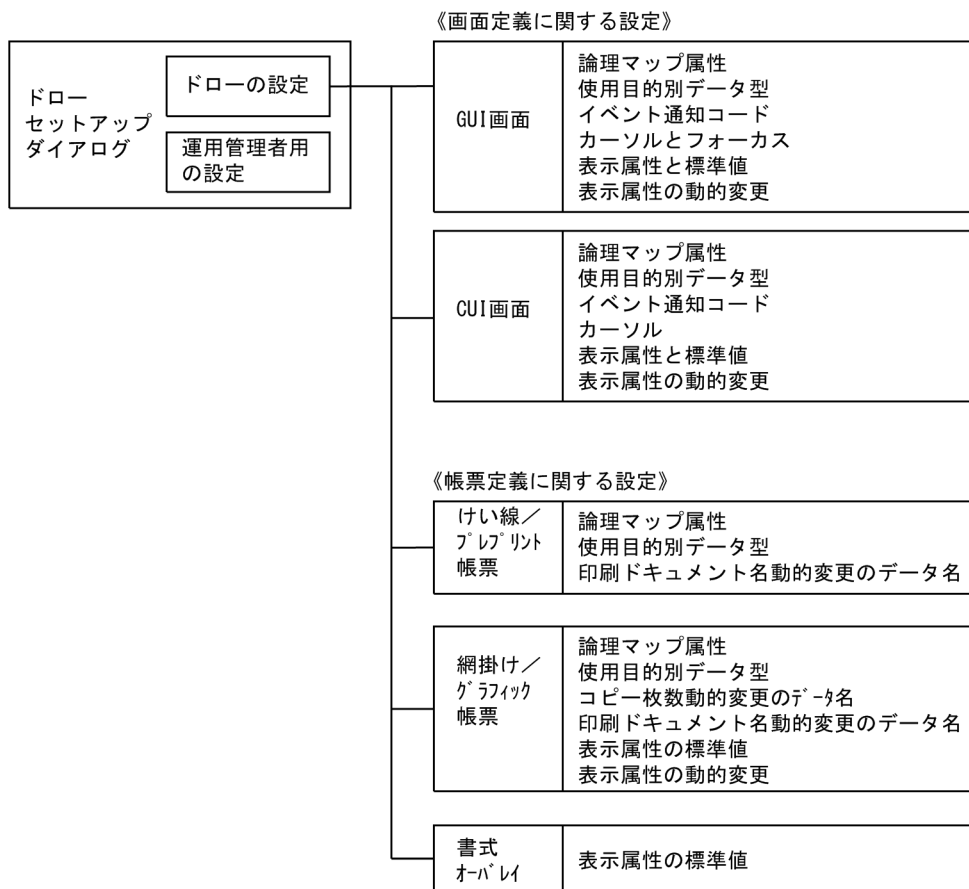 《画面定義に関する設定》
ドロー
セットアップ
ダイアログ
ドローの設定
運用管理者用
の設定
GUI画面
論理マップ属性
使用目的別データ型
イベント通知コード
カーソルとフォーカス
表示属性と標準値
表示属性の動的変更
CUI画面
論理マップ属性
使用目的別データ型
イベント通知コード
カーソル
表示属性と標準値
表示属性の動的変更
《帳票定義に関する設定》
けい線／
ﾌﾟﾚﾌﾟﾘﾝﾄ
帳票
論理マップ属性
使用目的別データ型
印刷ドキュメント名動的変更のデータ名
網掛け／
ｸﾞﾗﾌｨｯｸ
帳票
論理マップ属性
使用目的別データ型
コピー枚数動的変更のﾃﾞｰﾀ名
印刷ドキュメント名動的変更のデータ名
表示属性の標準値
表示属性の動的変更
書式
ｵｰﾊﾞﾚｲ
表示属性の標準値